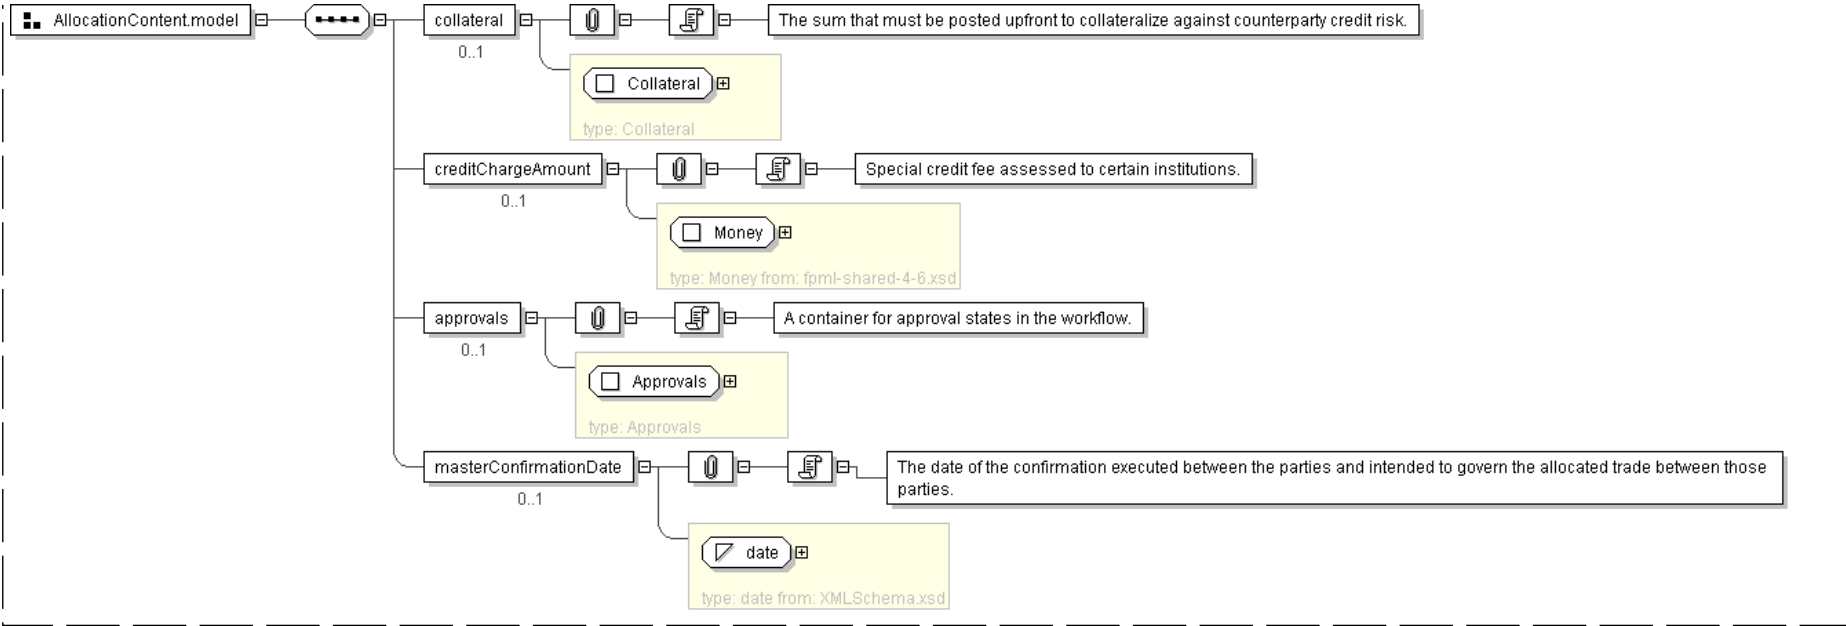 AllocationContent.model
collateral
The sum that must be posted upfront to collateralize against counterparty credit risk.
0..1
Collateral
type: Collateral
creditChargeAmount
Special credit fee assessed to certain institutions.
0..1
Money
type: Money from: fpml-shared-4-6.xsd
approvals
A container for approval states in the workflow.
0..1
Approvals
type: Approvals
masterConfirmationDate
The date of the confirmation executed between the parties and intended to govern the allocated trade between those
parties.
0..1
date
type: date from: XMLSchema.xsd